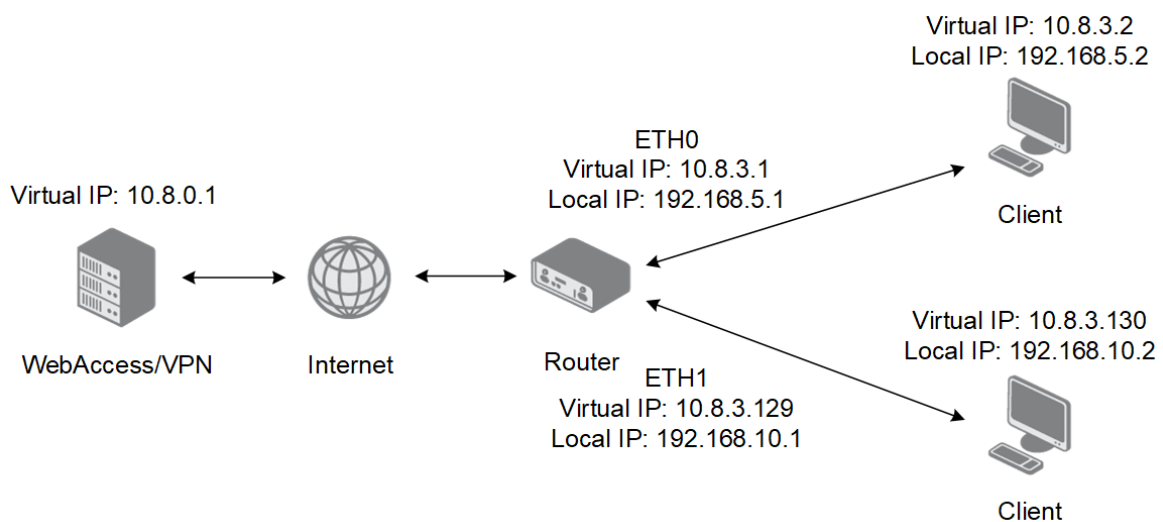 Virtual IP: 10.8.3.2
Local IP: 192.168.5.2
Client
ETH0
Virtual IP: 10.8.3.1
Local IP: 192.168.5.1
Virtual IP: 10.8.0.1
WebAccess/VPN
Internet
Router
ETH1
Virtual IP: 10.8.3.129
Local IP: 192.168.10.1
Virtual IP: 10.8.3.130
Local IP: 192.168.10.2
Client